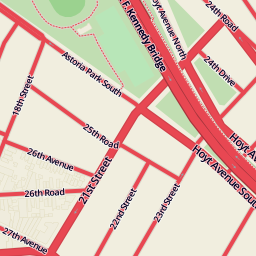 F. Kennedy Bridge
Hoyt Avenue North
24th Road
Astoria Park South
24th Drive
18th Street
25th Road
Hoyt Av
26th Avenue
Hoyt Avenue Sout
21st Street
26th Road
22nd Street
23rd Street
27th Avenue